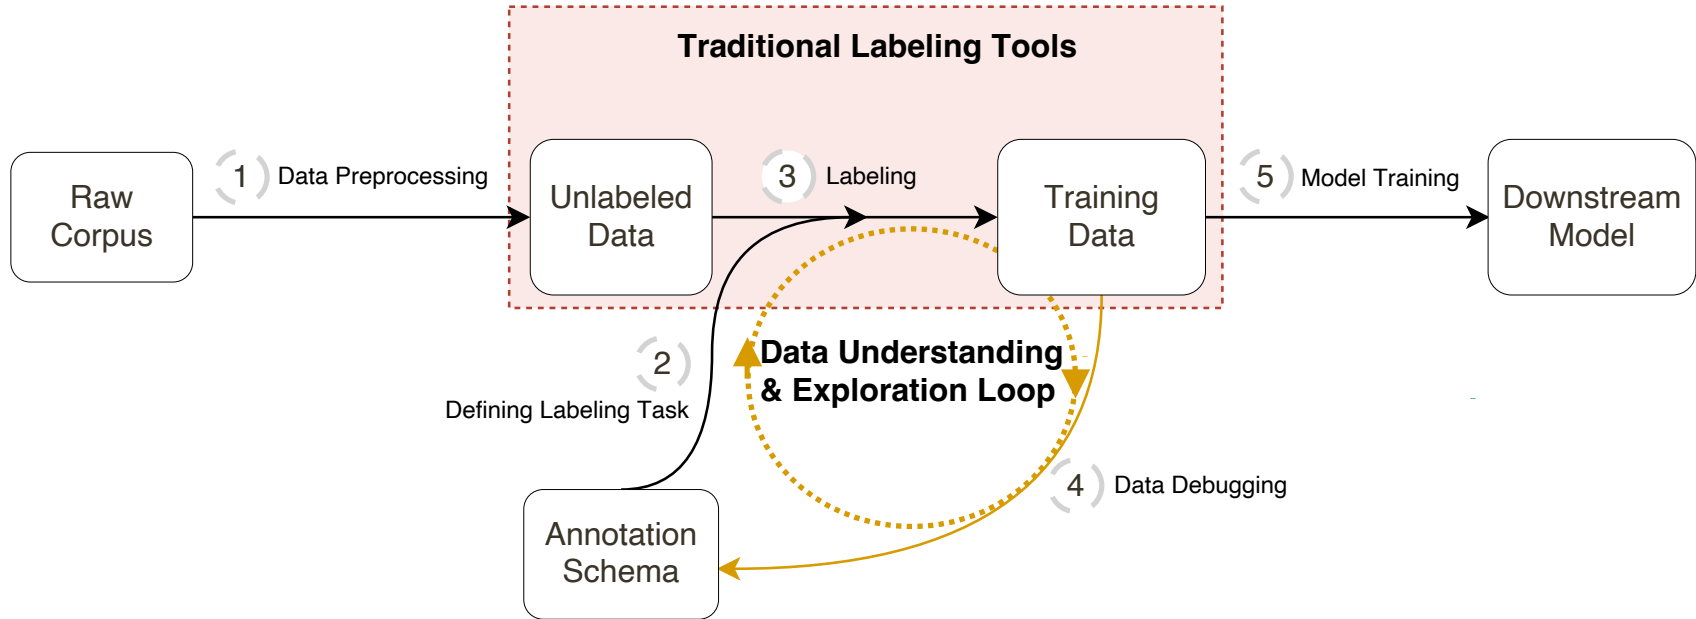 Traditional Labeling Tools
Raw
Corpus
1
Data Preprocessing
Unlabeled
Data
3
Labeling
Training
Data
5
Model Training
Downstream
Model
2
Defining Labeling Task
Data Understanding
& Exploration Loop
4
Data Debugging
Annotation
Schema